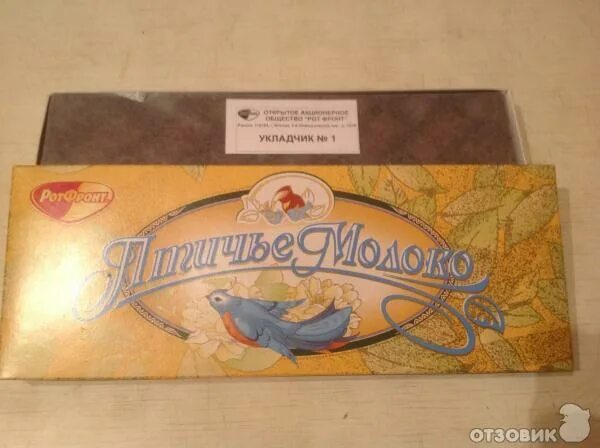 ОТКРЫТОЕ АКЦИОНЕРНОЕ
ОБЩЕСТВО "РОТ ФРОНТ"
УКЛАДЧИК № 1
РотФронт
Птичье Молоко
ОТЗОВИК